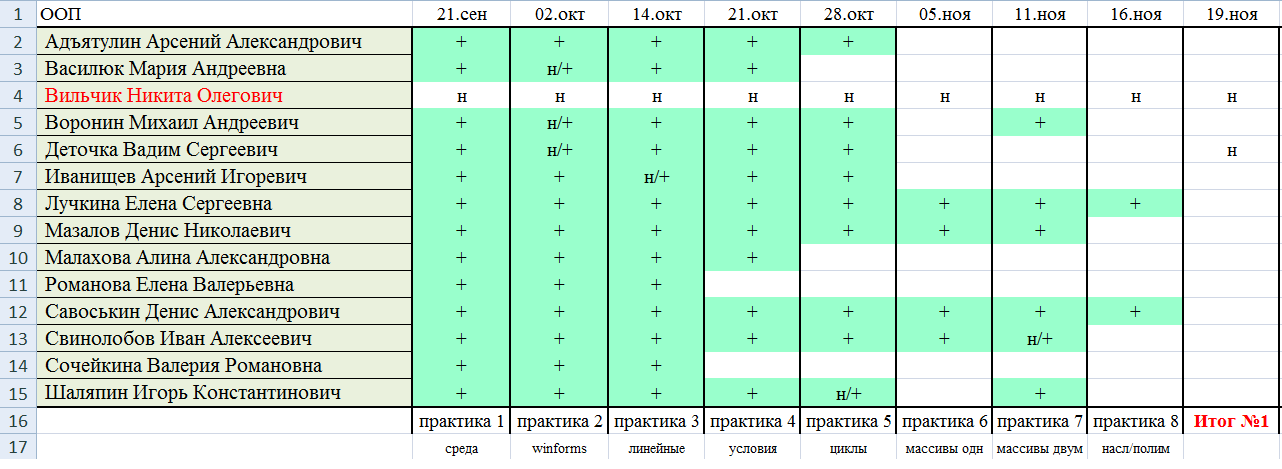 1 ООП 21.сен 02.окт 14.окт 21.окт 28.окт 05.ноя 11.ноя 16.ноя 19.ноя
2 Адъятулин Арсений Александрович + + + + +
3 Василюк Мария Андреевна + н/+ + +
4 Вильчик Никита Олегович н н н н н н н н н
5 Воронин Михаил Андреевич + н/+ + + + +
6 Деточка Вадим Сергеевич + н/+ + + + н
7 Иванищев Арсений Игоревич + + н/+ + +
8 Лучкина Елена Сергеевна + + + + + + + +
9 Мазалов Денис Николаевич + + + + + + +
10 Малахова Алина Александровна + + + +
11 Романова Елена Валерьевна + + +
12 Савоськин Денис Александрович + + + + + + + +
13 Свинолобов Иван Алексеевич + + + + + + н/+
14 Сочейкина Валерия Романовна + + +
15 Шаляпин Игорь Константинович + + + + н/+ +
16 практика 1 практика 2 практика 3 практика 4 практика 5 практика 6 практика 7 практика 8 Итог №1
17 среда winforms линейные условия циклы массивы одн массивы двум насл/полим